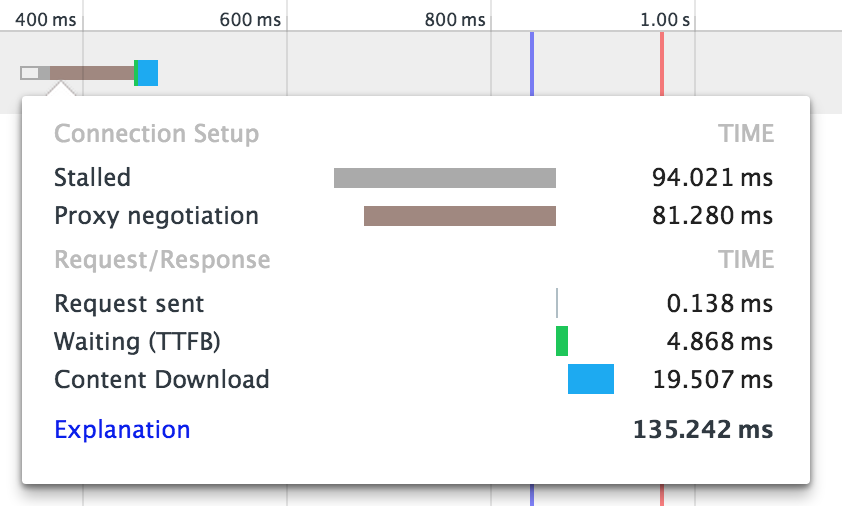 400 ms 600 ms 800 ms 1.00 s
Connection Setup TIME
Stalled 94.021 ms
Proxy negotiation 81.280 ms
Request/Response TIME
Request sent 0.138 ms
Waiting (TTFB) 4.868 ms
Content Download 19.507 ms
Explanation 135.242 ms